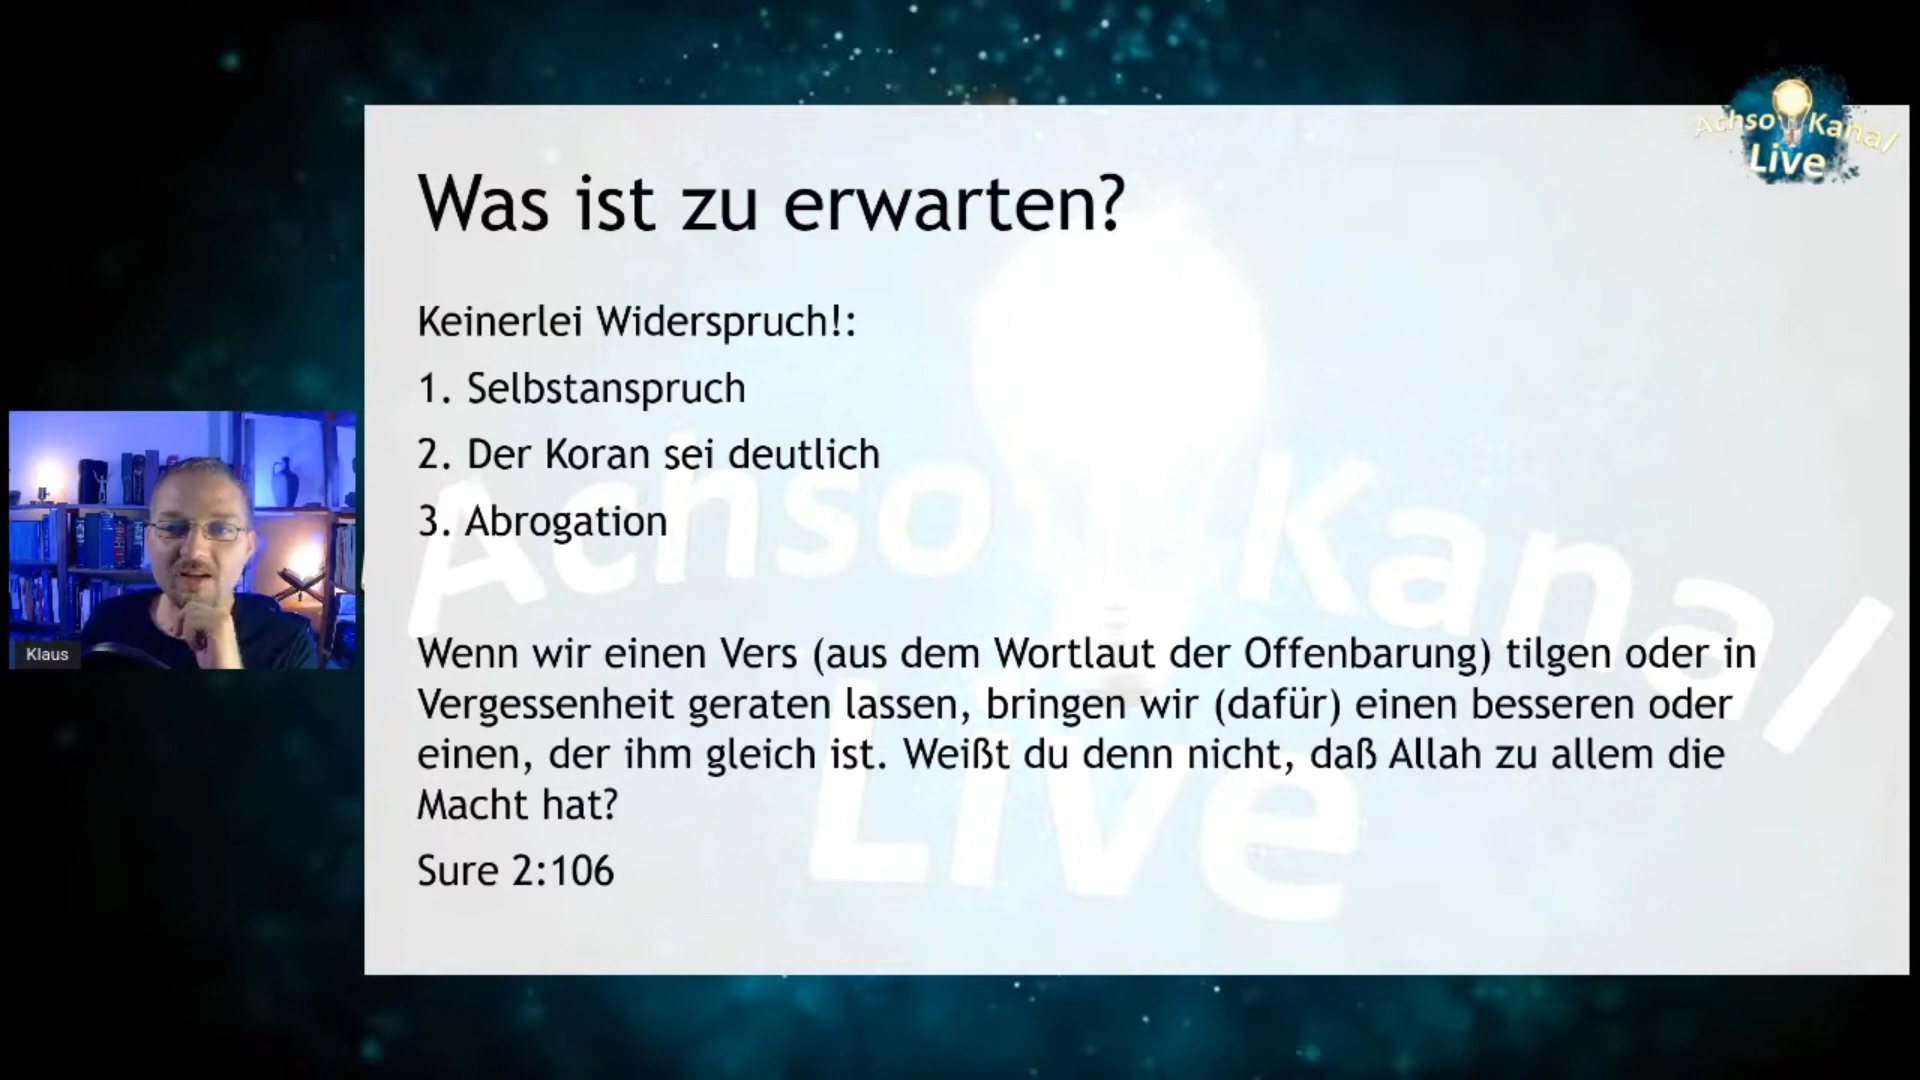 Achso Kanal
Live
Was ist zu erwarten?
Keinerlei Widerspruch!:
1. Selbstanspruch
2. Der Koran sei deutlich
3. Abrogation
Wenn wir einen Vers (aus dem Wortlaut der Offenbarung) tilgen oder in
Vergessenheit geraten lassen, bringen wir (dafür) einen besseren oder
einen, der ihm gleich ist. Weißt du denn nicht, daß Allah zu allem die
Macht hat?
Sure 2:106
Achso Kanal
Live
Klaus